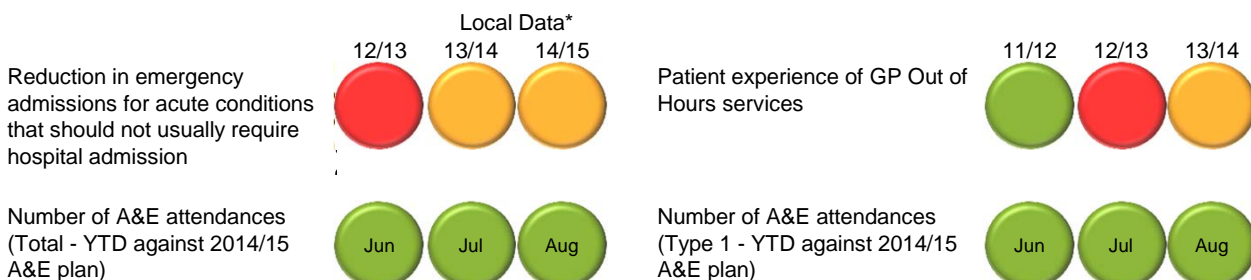 Local Data*
12/13 13/14 14/15
Reduction in emergency
admissions for acute conditions
that should not usually require
hospital admission
11/12 12/13 13/14
Patient experience of GP Out of
Hours services
Number of A&E attendances
(Total - YTD against 2014/15
A&E plan)
Jun Jul Aug
Number of A&E attendances
(Type 1 - YTD against 2014/15
A&E plan)
Jun Jul Aug